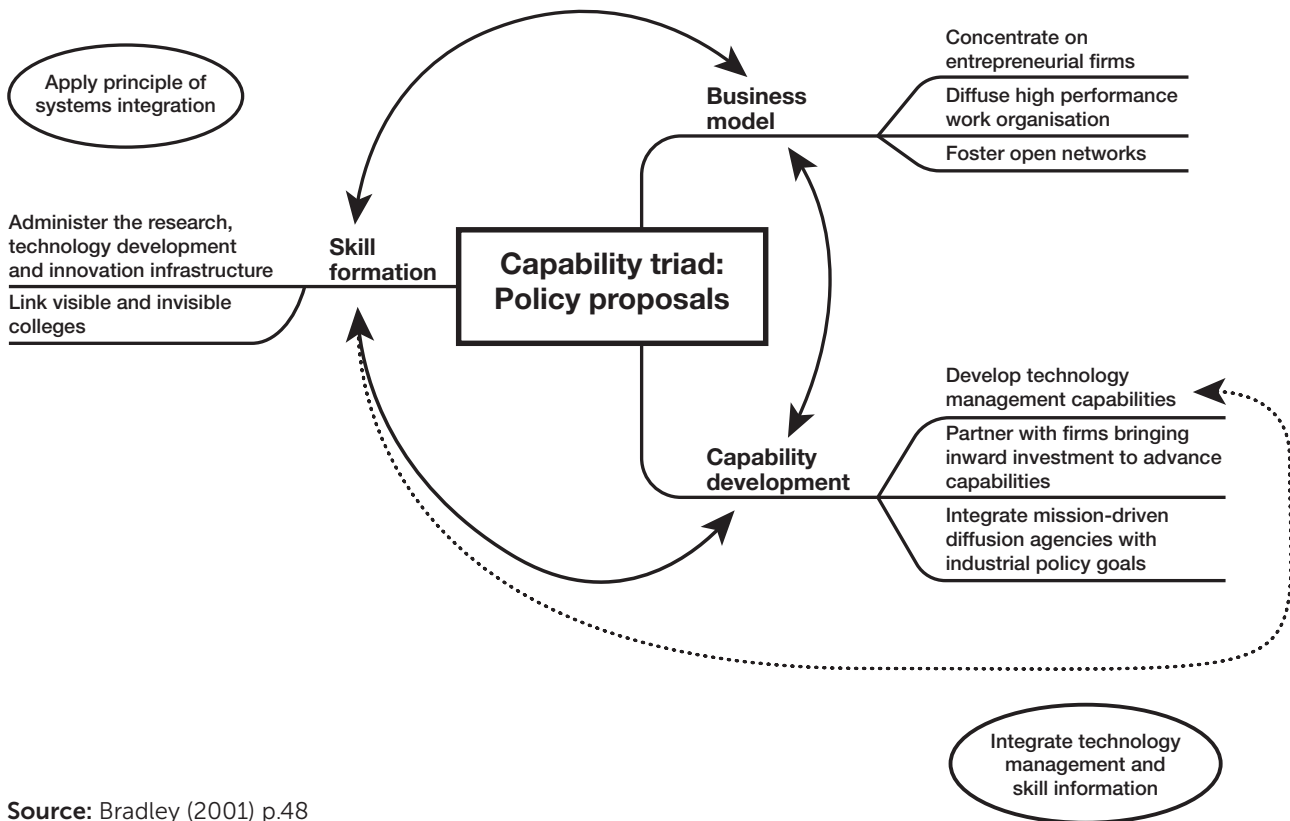 Apply principle of
systems integration
Business
model
Concentrate on
entrepreneurial firms
Diffuse high performance
work organisation
Foster open networks
Administer the research,
technology development
and innovation infrastructure
Link visible and invisible
colleges
Skill
formation
Capability triad:
Policy proposals
Capability
development
Develop technology
management capabilities
Partner with firms bringing
inward investment to advance
capabilities
Integrate mission-driven
diffusion agencies with
industrial policy goals
Integrate technology
management and
skill information
Source: Bradley (2001) p.48